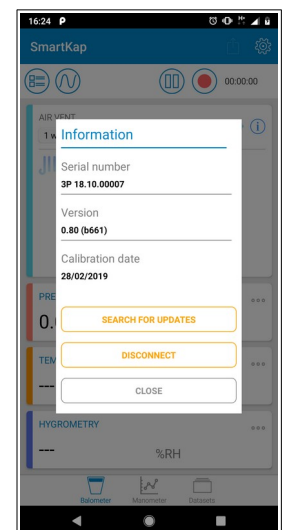 16:24
SmartKap
00:00:00
AIR VENT
1 w
Information
Serial number
3P 18.10.00007
Version
0.80 (b661)
Calibration date
28/02/2019
SEARCH FOR UPDATES
DISCONNECT
CLOSE
PRE
0.
TEM
---
HYGROMETRY
---
%RH
Balometer
Manometer
Datasets